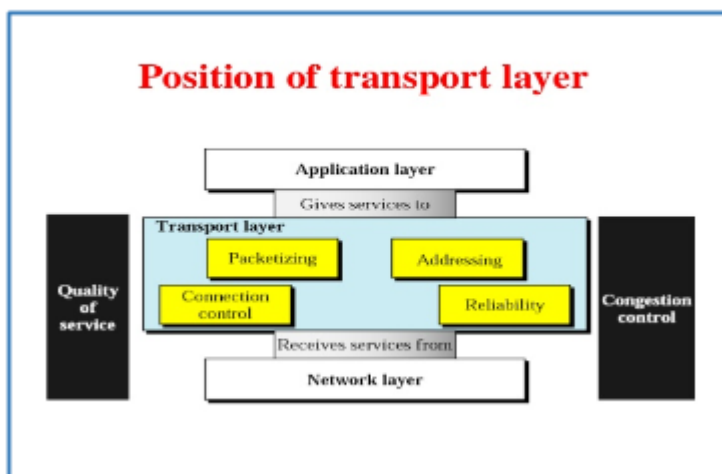 Position of transport layer
Application layer
Gives services to
Transport layer
Packetizing
Addressing
Connection
control
Reliability
Quality
of
service
Congestion
control
Receives services from
Network layer